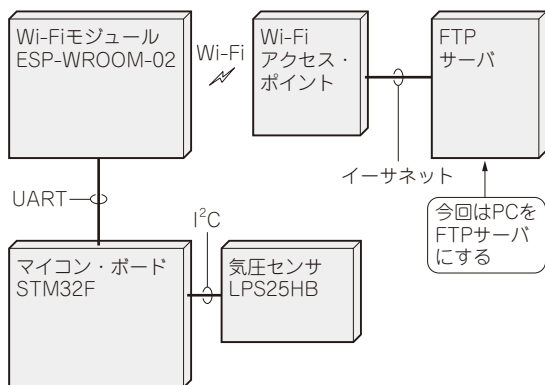 Wi-Fiモジュール
ESP-WROOM-02
Wi-Fi
Wi-Fi
アクセス・
ポイント
FTP
サーバ
イーサネット
UART
I²C
今回はPCを
FTPサーバ
にする
マイコン・ボード
STM32F
気圧センサ
LPS25HB